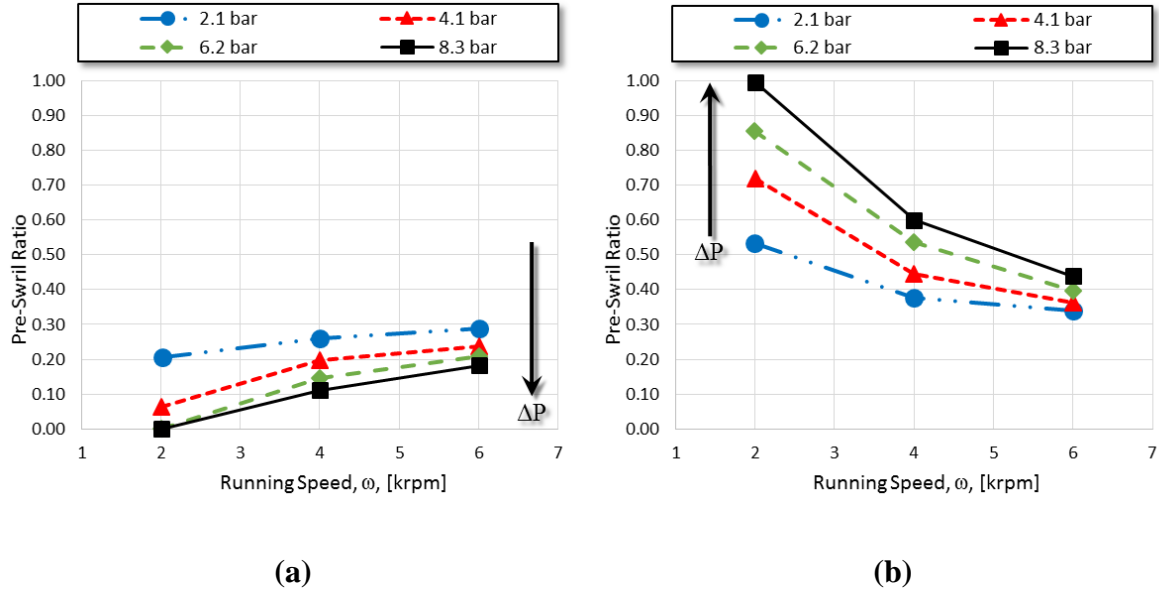 2.1 bar 4.1 bar
6.2 bar 8.3 bar
1.00
0.90
0.80
0.70
0.60
0.50
0.40
0.30
0.20
0.10
0.00
Pre-Swril Ratio
ΔP
1 2 3 4 5 6 7
Running Speed, ω, [krpm]
(a)
2.1 bar 4.1 bar
6.2 bar 8.3 bar
1.00
0.90
0.80
0.70
0.60
0.50
0.40
0.30
0.20
0.10
0.00
Pre-Swril Ratio
ΔP
1 2 3 4 5 6 7
Running Speed, ω, [krpm]
(b)